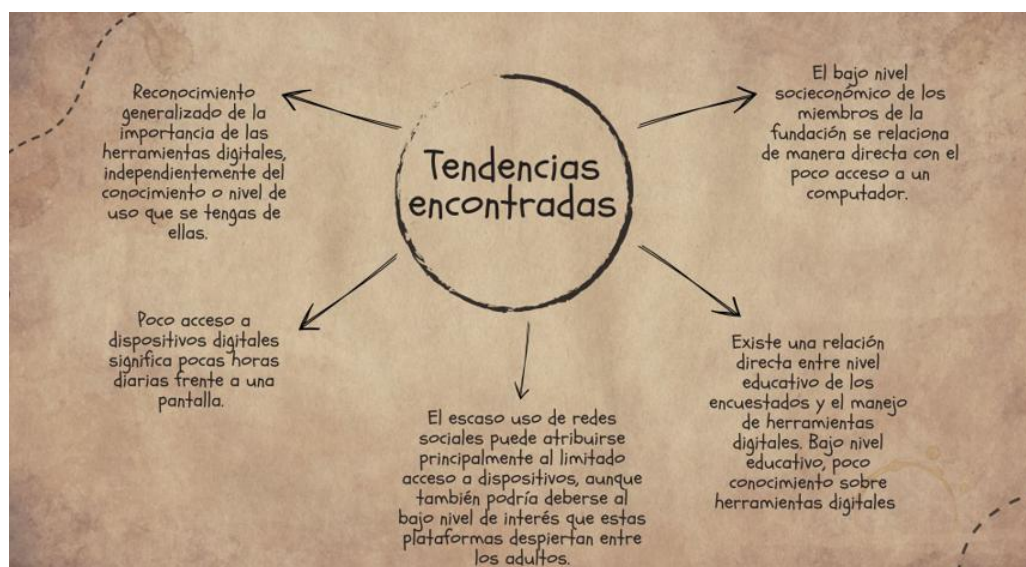 Tendencias
encontradas
Reconocimiento
generalizado de la
importancia de las
herramientas digitales,
independientemente del
conocimiento o nivel de
uso que se tengas de
ellas.
El bajo nivel
socieconómico de los
miembros de la
fundación se relaciona
de manera directa con el
poco acceso a un
computador.
Poco acceso a
dispositivos digitales
significa pocas horas
diarias frente a una
pantalla.
El escaso uso de redes
sociales puede atribuirse
principalmente al limitado
acceso a dispositivos, aunque
también podría deberse al
bajo nivel de interés que estas
plataformas despiertan entre
los adultos.
Existe una relación
directa entre nivel
educativo de los
encuestados y el manejo
de herramientas
digitales. Bajo nivel
educativo, poco
conocimiento sobre
herramientas digitales